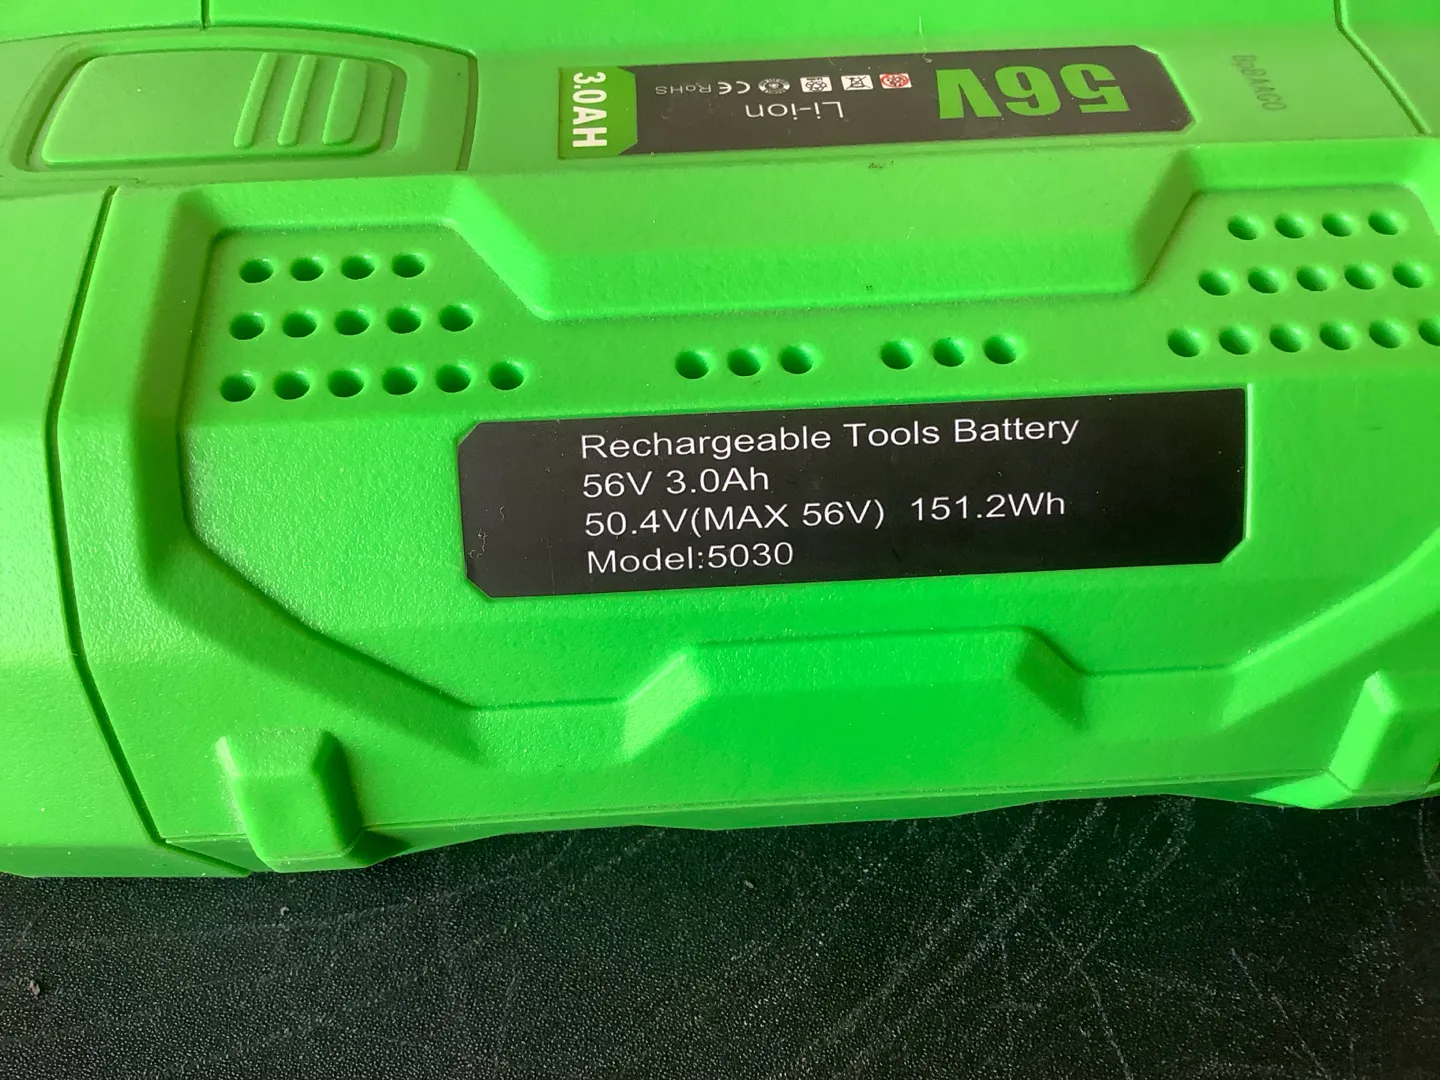 56V
Li-ion
CE RoHS
3.0AH
Rechargeable Tools Battery
56V 3.0Ah
50.4V(MAX 56V) 151.2Wh
Model:5030